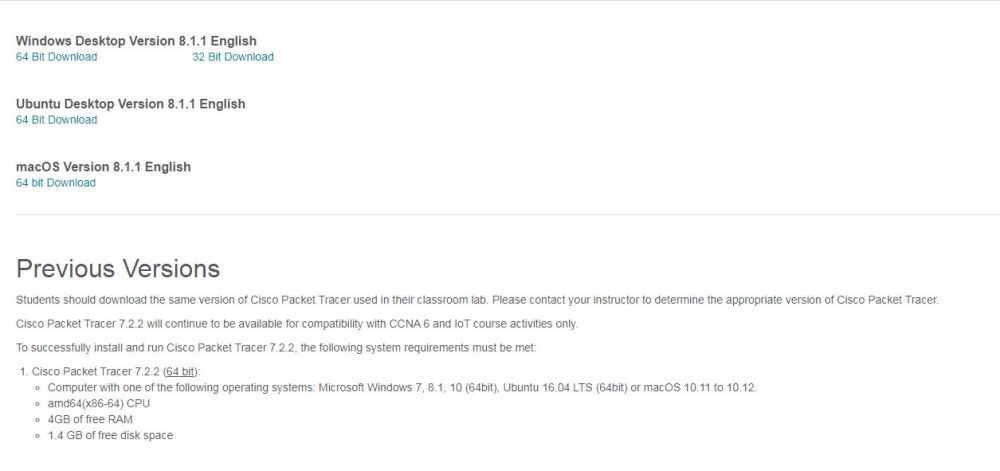 Windows Desktop Version 8.1.1 English
64 Bit Download 32 Bit Download
Ubuntu Desktop Version 8.1.1 English
64 Bit Download
macOS Version 8.1.1 English
64 bit Download
Previous Versions
Students should download the same version of Cisco Packet Tracer used in their classroom lab. Please contact your instructor to determine the appropriate version of Cisco Packet Tracer.
Cisco Packet Tracer 7.2.2 will continue to be available for compatibility with CCNA 6 and IoT course activities only.
To successfully install and run Cisco Packet Tracer 7.2.2, the following system requirements must be met:
1. Cisco Packet Tracer 7.2.2 (64 bit):
Computer with one of the following operating systems: Microsoft Windows 7, 8.1, 10 (64bit), Ubuntu 16.04 LTS (64bit) or macOS 10.11 to 10.12.
amd64(x86-64) CPU
4GB of free RAM
1.4 GB of free disk space